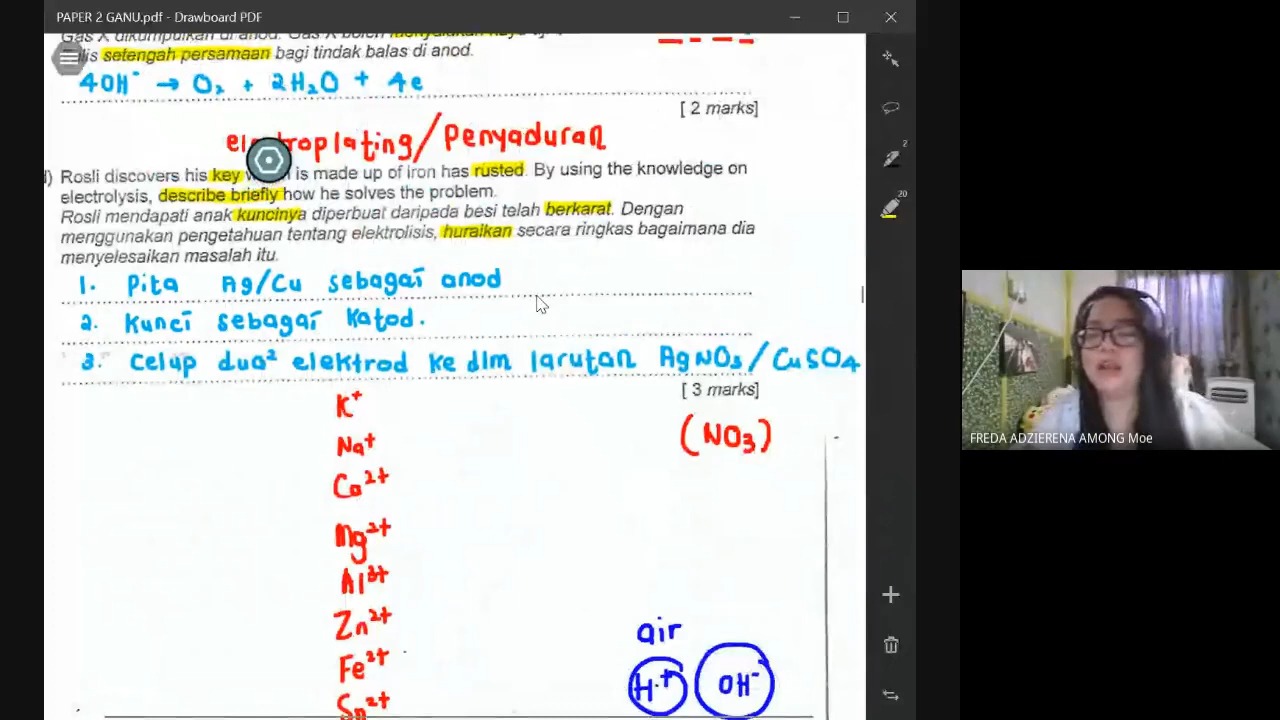 PAPER 2 GANU.pdf - Drawboard PDF
setengah persamaan bagi tindak balas di anod.
4OH⁻ → O₂ + 2H₂O + 4e
[ 2 marks]
electroplating/Penyaduran
Rosli discovers his key is made up of iron has rusted. By using the knowledge on
electrolysis, describe briefly how he solves the problem.
Rosli mendapati anak kuncinya diperbuat daripada besi telah berkarat. Dengan
menggunakan pengetahuan tentang elektrolisis, huraikan secara ringkas bagaimana dia
menyelesaikan masalah itu.
1. Pita Ag/Cu sebagai anod
2. Kunci sebagai Katod.
3. Celup dua² elektrod ke dlm larutan AgNO₃/CuSO₄
[ 3 marks]
K⁺
(NO₃)
Na⁺
Ca²⁺
Mg²⁺
Al³⁺
Zn²⁺
Fe²⁺
Sn²⁺
air
H⁺ OH⁻
2
20
FREDA ADZIERENA AMONG Moe